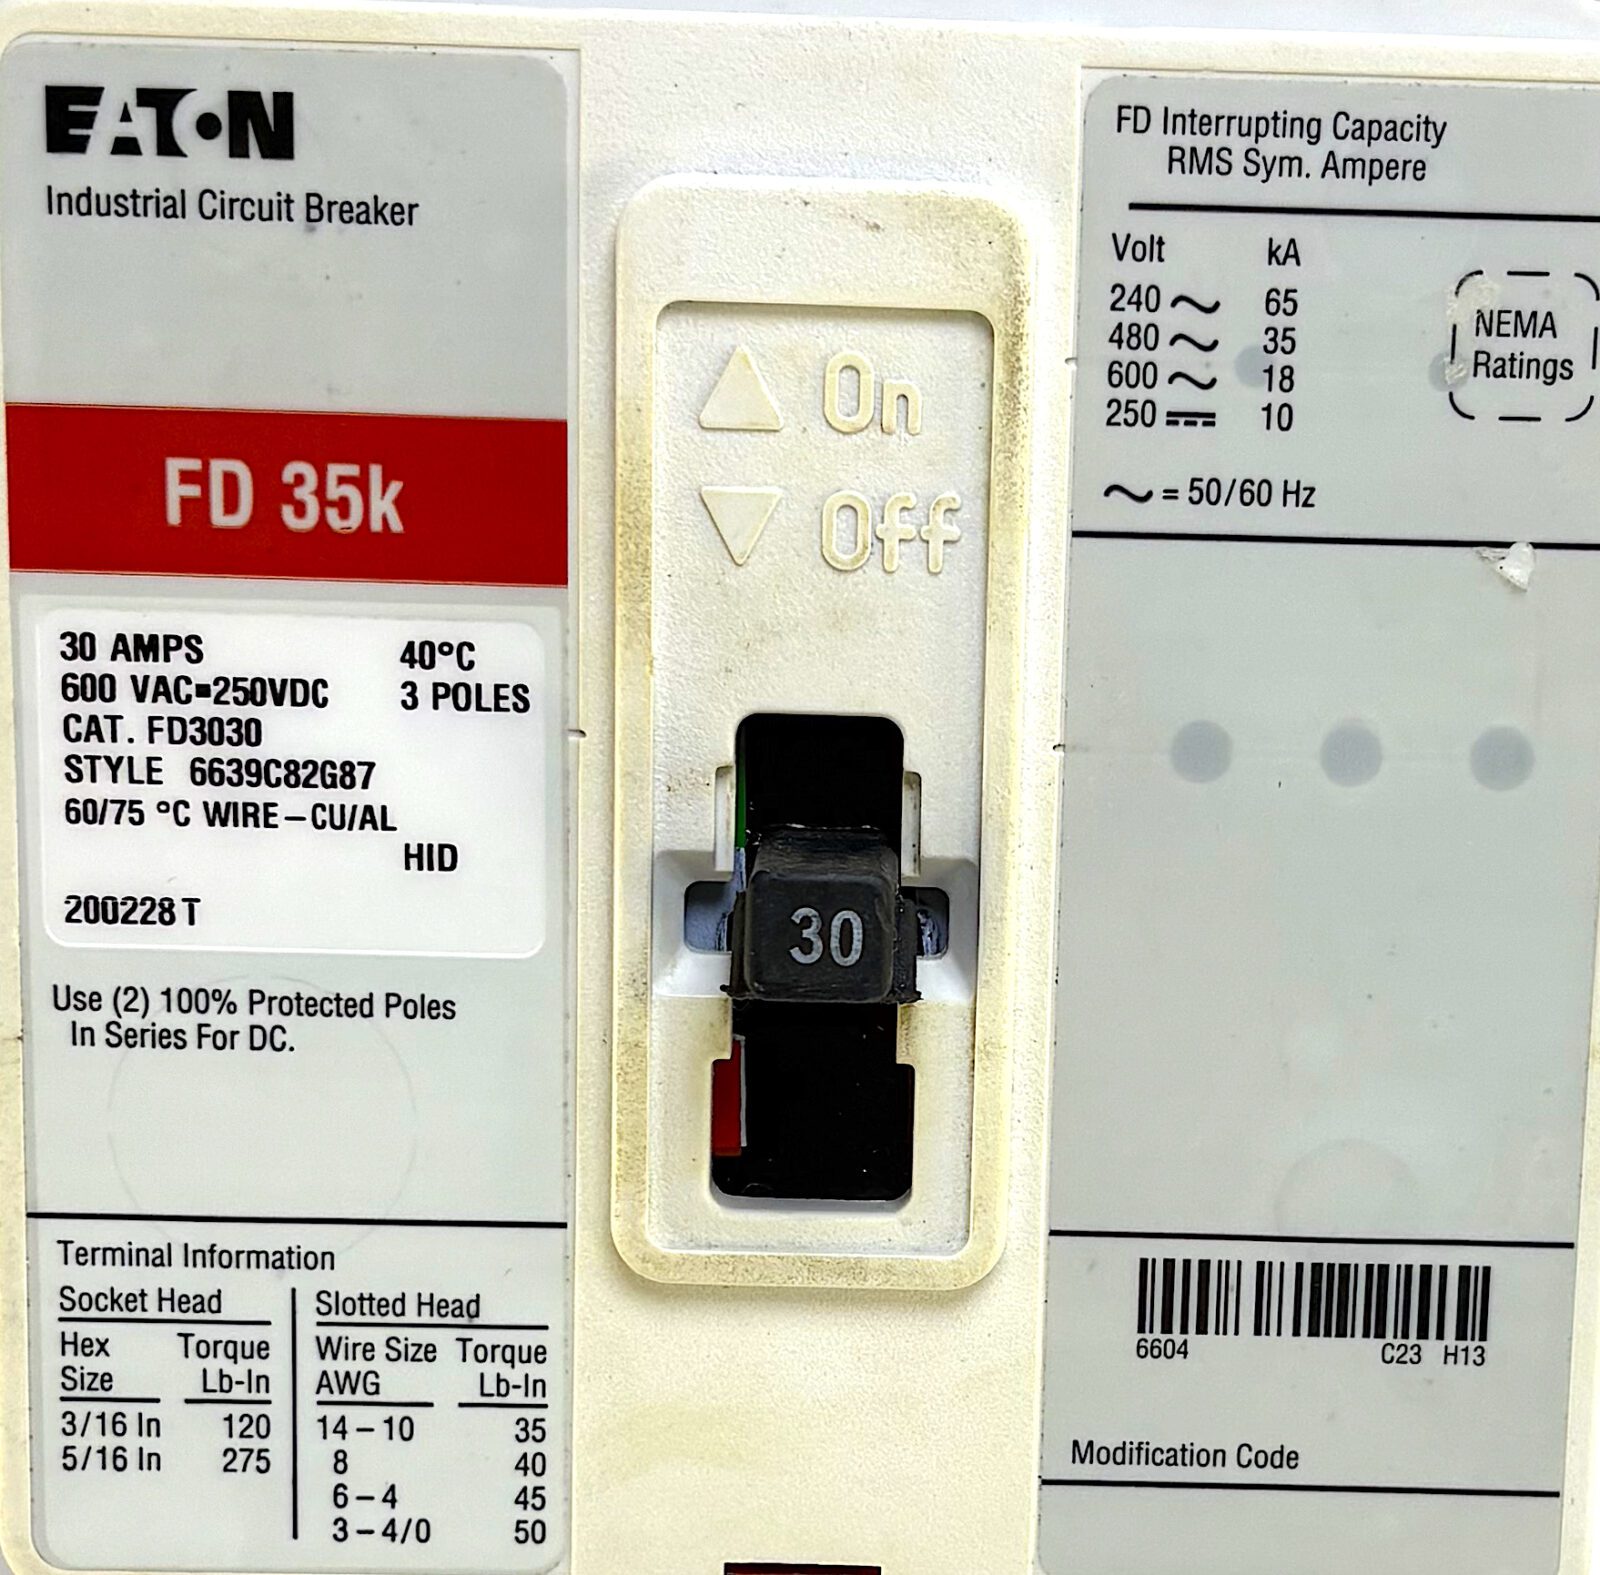 EATON
Industrial Circuit Breaker
FD 35k
30 AMPS 40°C
600 VAC=250VDC 3 POLES
CAT. FD3030
STYLE 6639C82G87
60/75 °C WIRE–CU/AL
HID
200228 T
Use (2) 100% Protected Poles
In Series For DC.
Terminal Information
Socket Head Slotted Head
Hex Torque Wire Size Torque
Size Lb-In AWG Lb-In
3/16 In 120 14–10 35
5/16 In 275 8 40
6–4 45
3–4/0 50
On
Off
30
FD Interrupting Capacity
RMS Sym. Ampere
Volt kA
240 ~ 65
480 ~ 35
600 ~ 18
250 ⎓ 10
NEMA
Ratings
~ = 50/60 Hz
6604 C23 H13
Modification Code